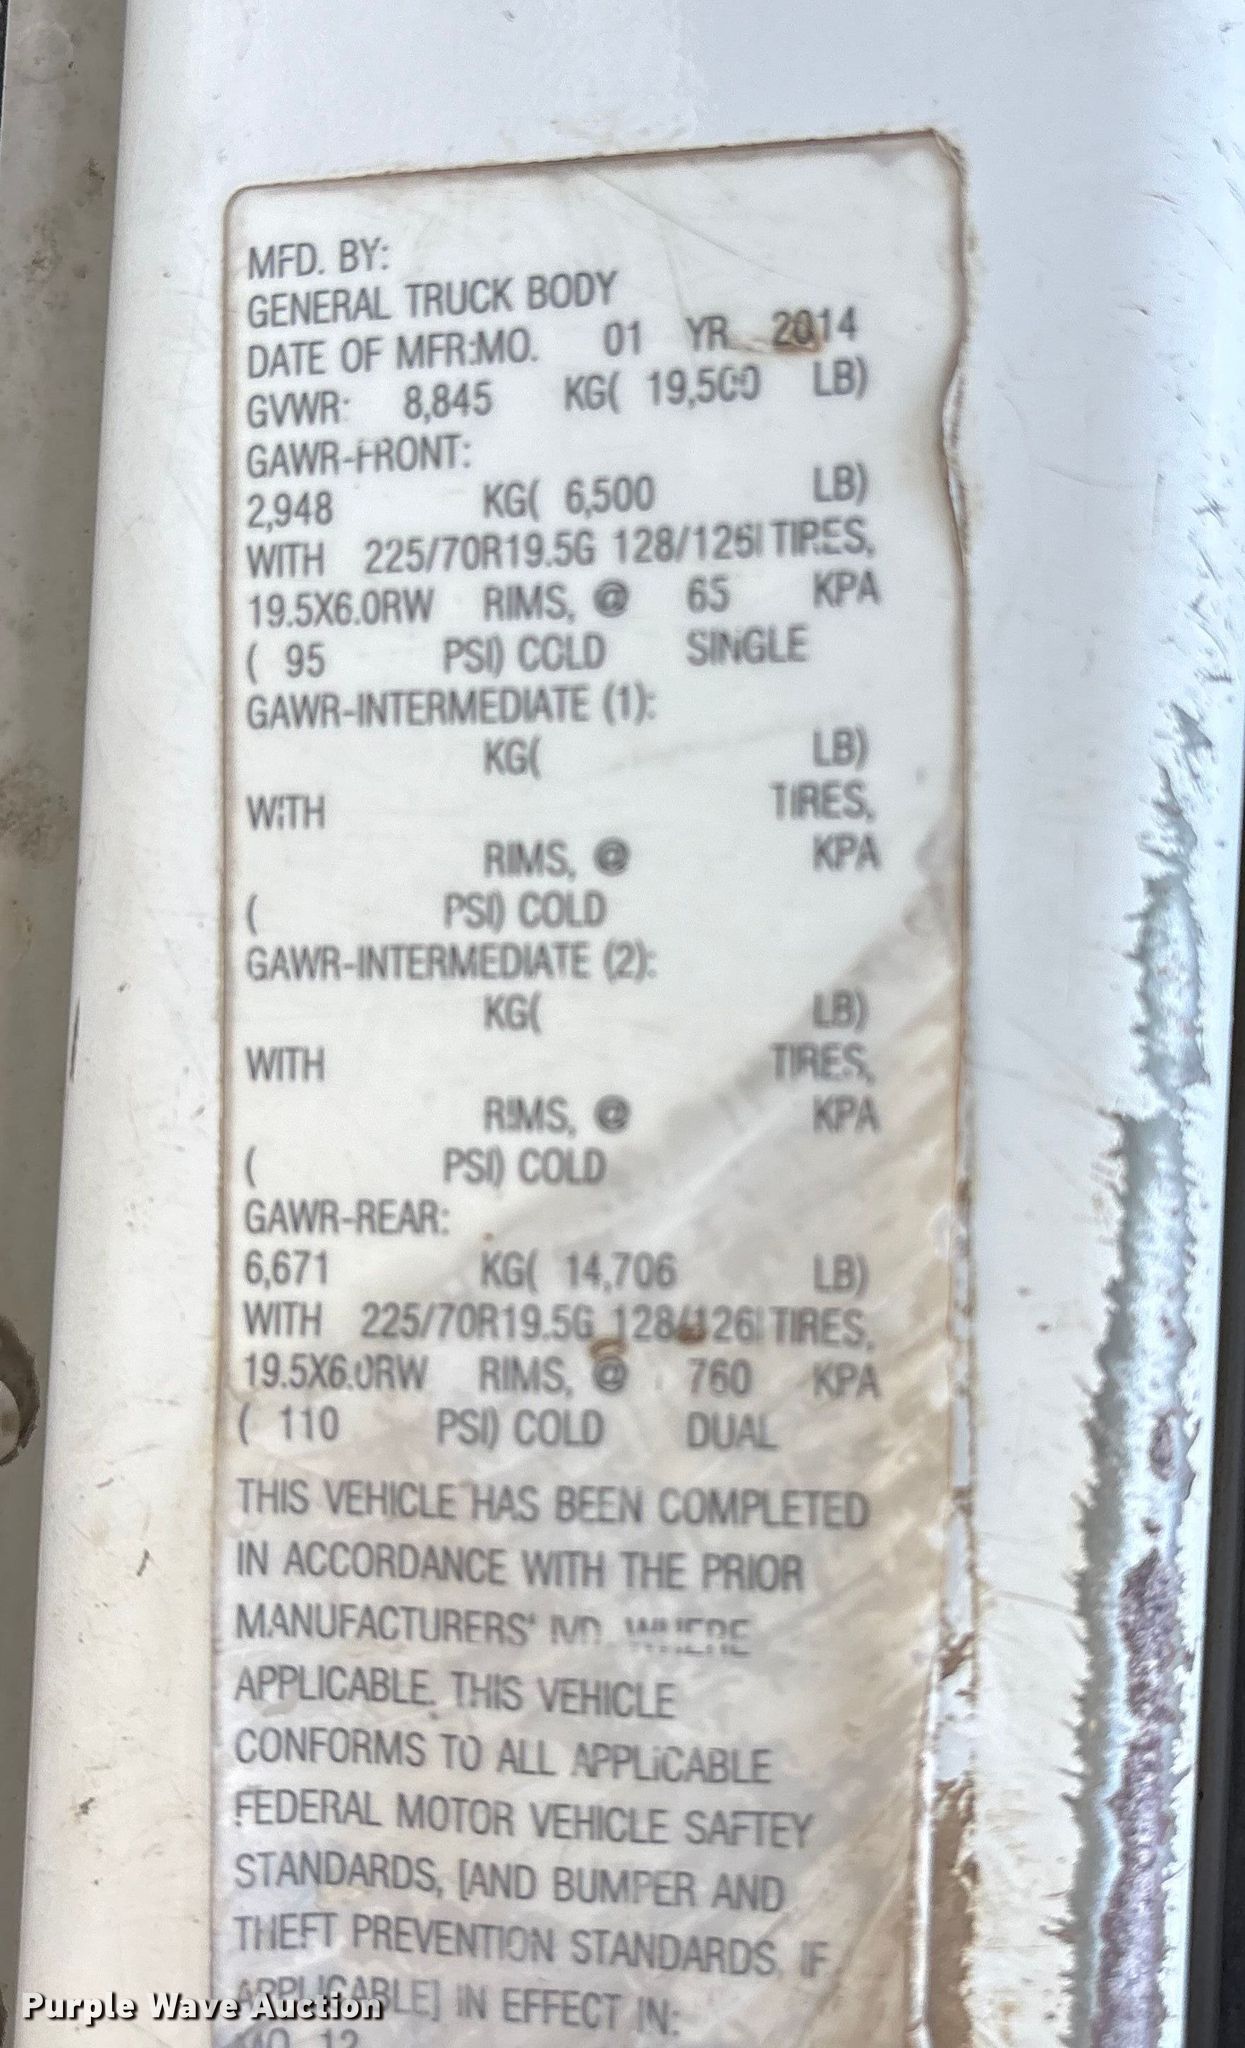 MFD. BY:
GENERAL TRUCK BODY
DATE OF MFR:MO. 01 YR 2014
GVWR: 8,845 KG( 19,500 LB)
GAWR-FRONT:
2,948 KG( 6,500 LB)
WITH 225/70R19.5G 128/126 TIRES,
19.5X6.0RW RIMS, @ 65 KPA
( 95 PSI) COLD SINGLE
GAWR-INTERMEDIATE (1):
KG( LB)
WITH TIRES,
RIMS, @ KPA
( PSI) COLD
GAWR-INTERMEDIATE (2):
KG( LB)
WITH TIRES,
RIMS, @ KPA
( PSI) COLD
GAWR-REAR:
6,671 KG( 14,706 LB)
WITH 225/70R19.5G 128/126 TIRES,
19.5X6.0RW RIMS, @ 760 KPA
( 110 PSI) COLD DUAL
THIS VEHICLE HAS BEEN COMPLETED
IN ACCORDANCE WITH THE PRIOR
MANUFACTURERS' IVD, WHERE
APPLICABLE. THIS VEHICLE
CONFORMS TO ALL APPLICABLE
FEDERAL MOTOR VEHICLE SAFTEY
STANDARDS, [AND BUMPER AND
THEFT PREVENTION STANDARDS, IF
APPLICABLE] IN EFFECT IN:
MO. 12
Purple Wave Auction